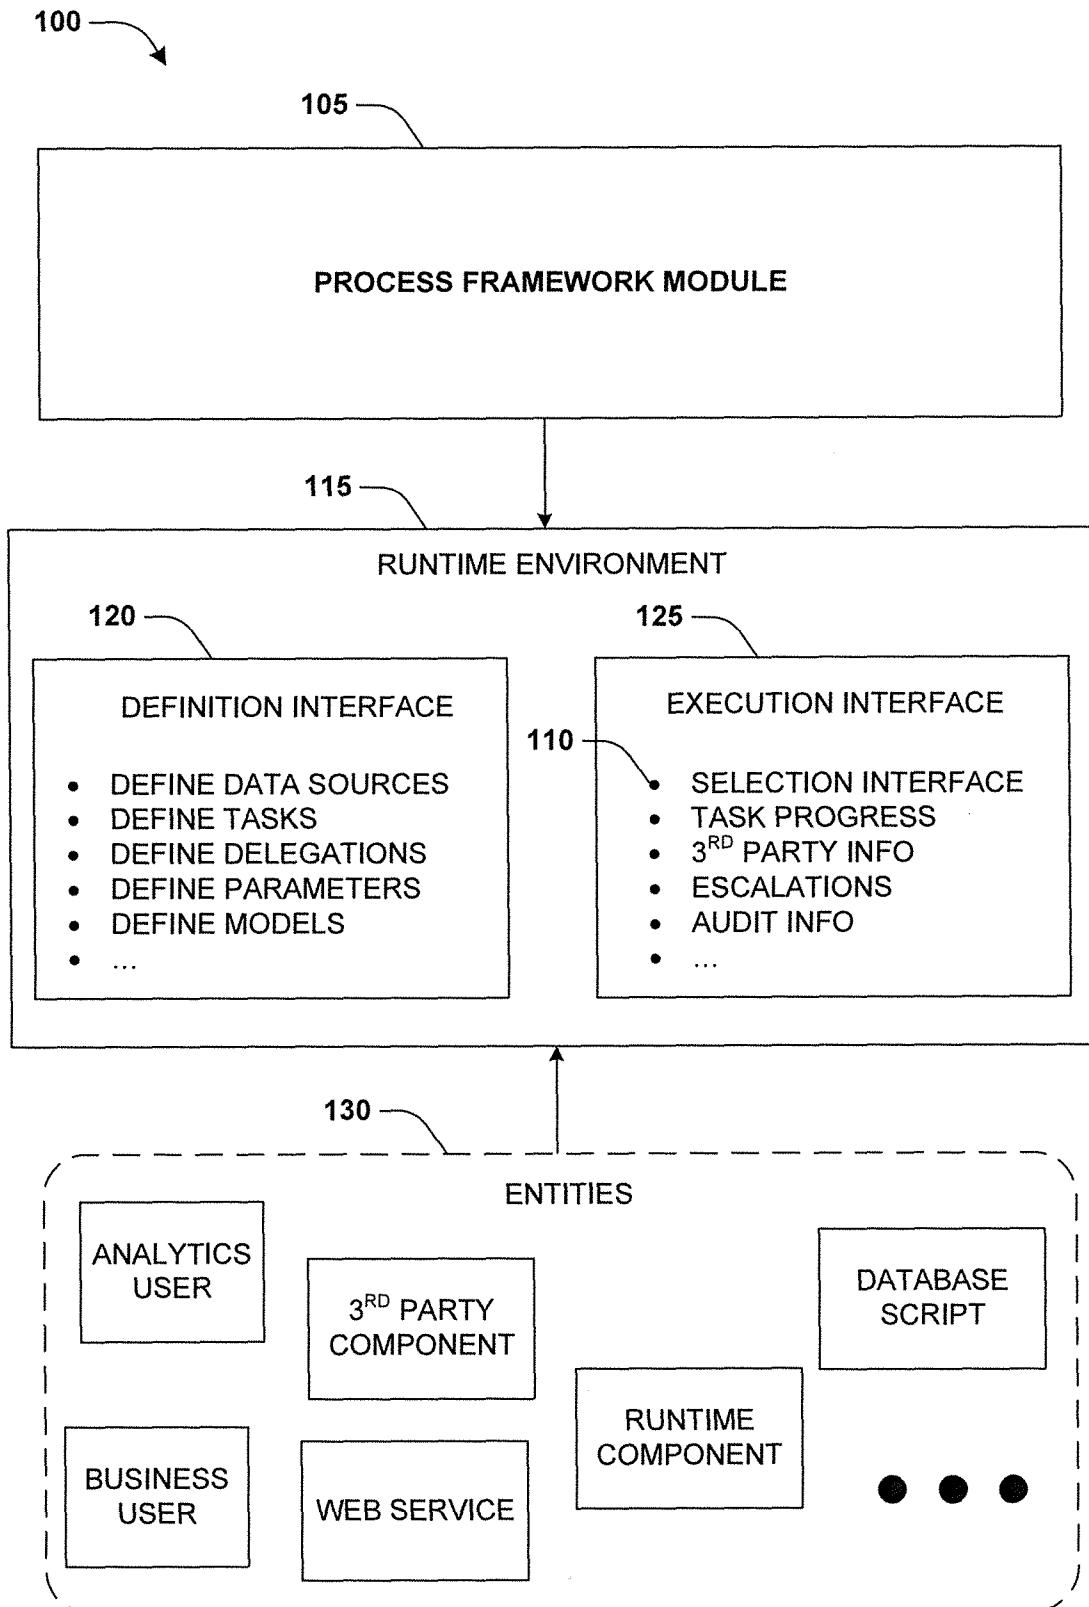 100
105
PROCESS FRAMEWORK MODULE
115
RUNTIME ENVIRONMENT
120
DEFINITION INTERFACE
• DEFINE DATA SOURCES
• DEFINE TASKS
• DEFINE DELEGATIONS
• DEFINE PARAMETERS
• DEFINE MODELS
• ...
125
EXECUTION INTERFACE
110
• SELECTION INTERFACE
• TASK PROGRESS
• 3RD PARTY INFO
• ESCALATIONS
• AUDIT INFO
• ...
130
ENTITIES
ANALYTICS
USER
3RD PARTY
COMPONENT
DATABASE
SCRIPT
RUNTIME
COMPONENT
BUSINESS
USER
WEB SERVICE